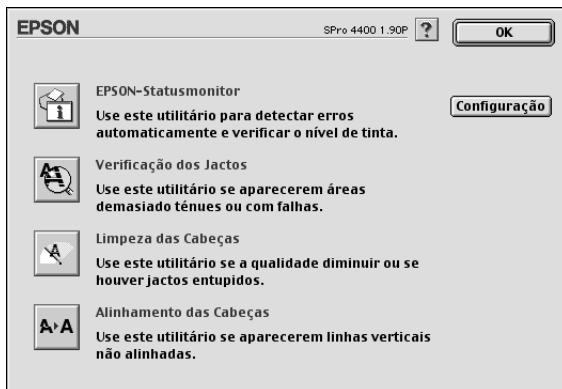 EPSON
SPro 4400 1.90P
?
OK
EPSON-Statusmonitor
Use este utilitário para detectar erros
automaticamente e verificar o nível de tinta.
Configuração
Verificação dos Jactos
Use este utilitário se aparecerem áreas
demasiado ténues ou com falhas.
Limpeza das Cabeças
Use este utilitário se a qualidade diminuir ou se
houver jactos entupidos.
A▸A
Alinhamento das Cabeças
Use este utilitário se aparecerem linhas verticais
não alinhadas.